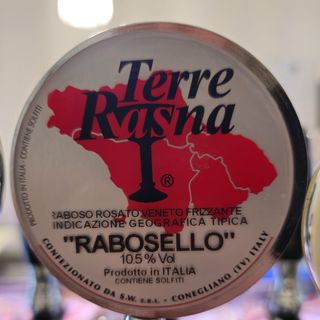 Terre
Rasna
®
RABOSO ROSATO VENETO FRIZZANTE
INDICAZIONE GEOGRAFICA TIPICA
"RABOSELLO"
10.5 % Vol
Prodotto in ITALIA
CONTIENE SOLFITI
CONFEZIONATO DA S.W. S.R.L. - CONEGLIANO (TV) ITALY
PRODOTTO IN ITALIA - CONTIENE SOLFITI